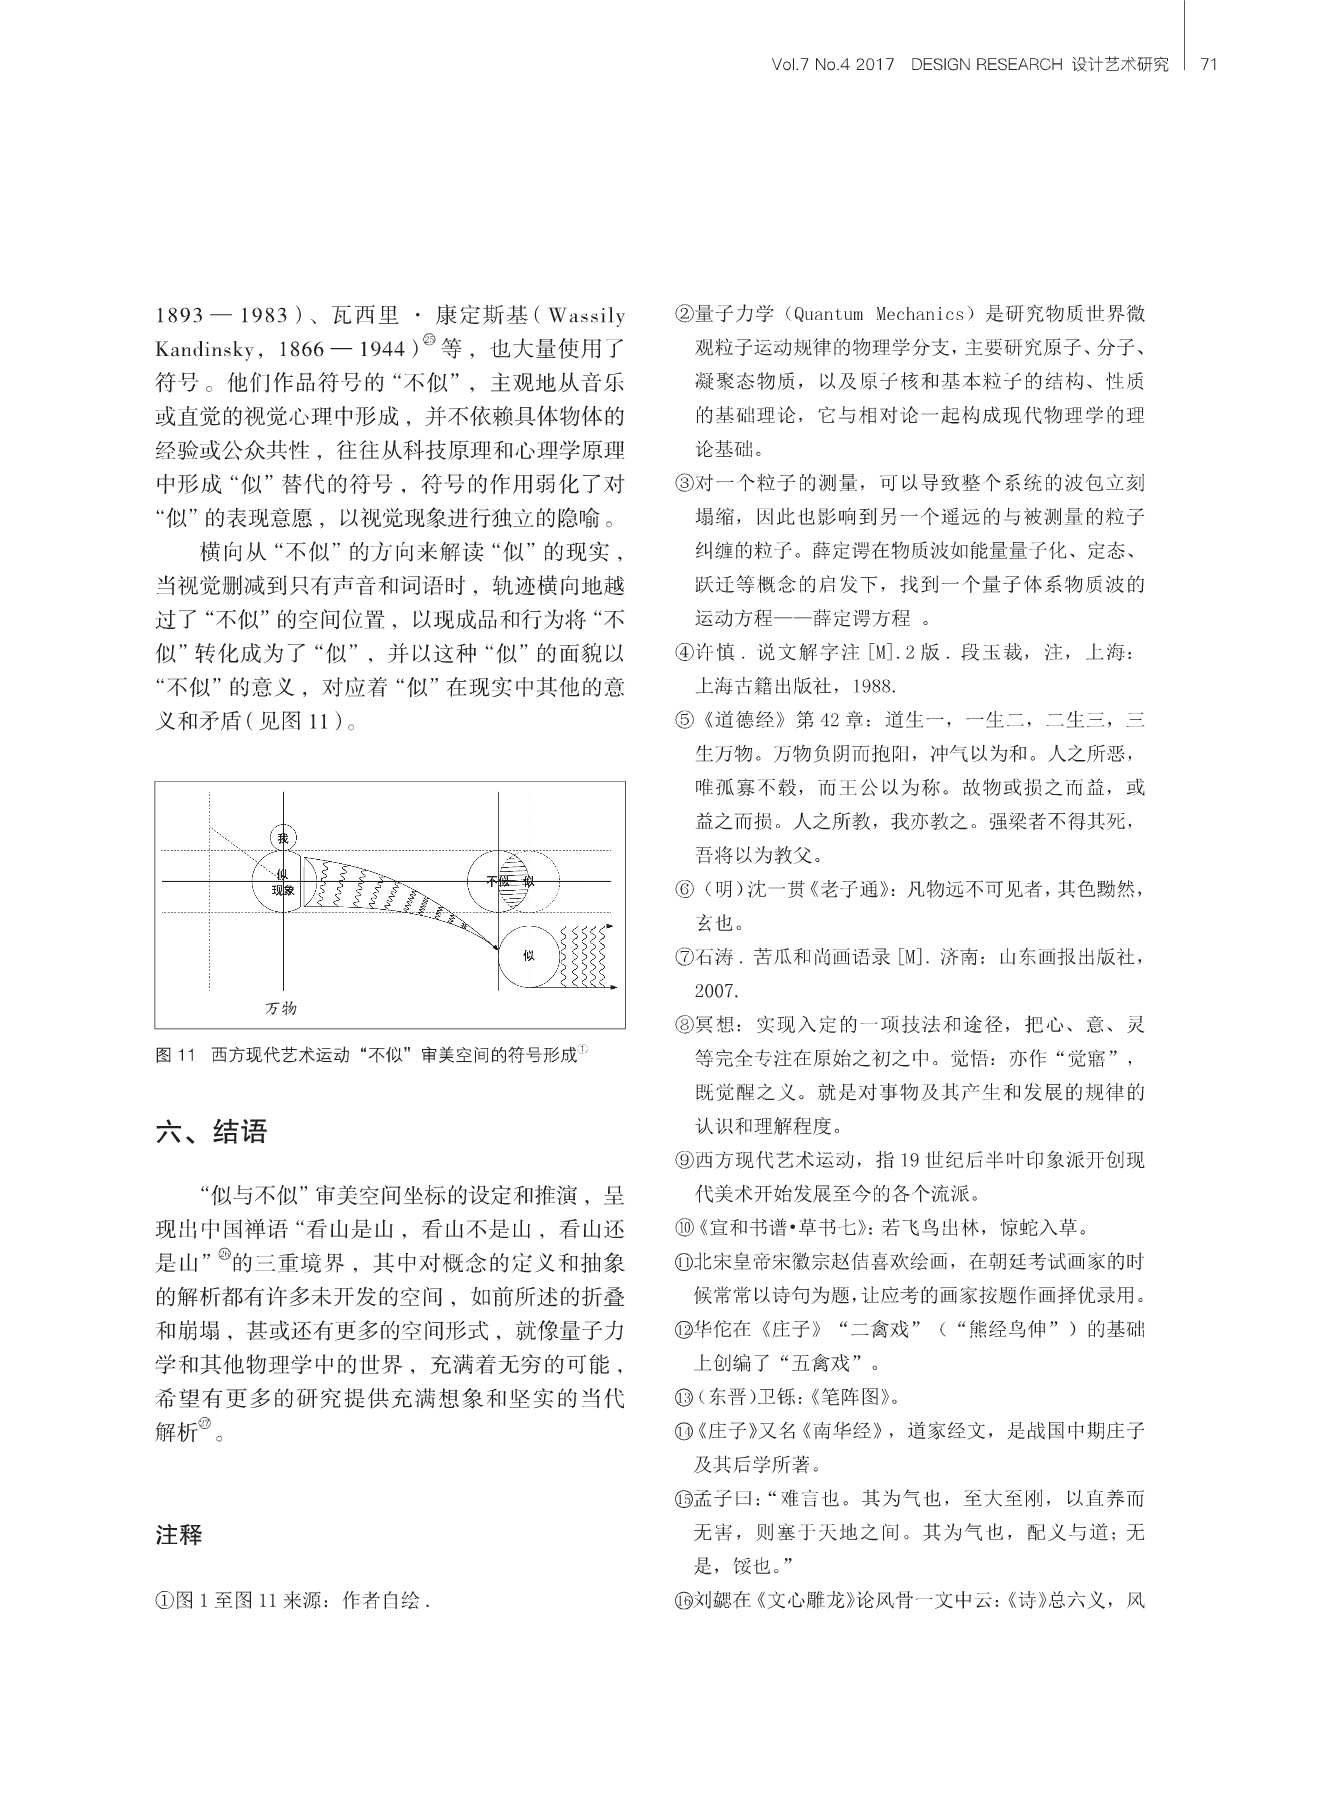 Vol.7 No.4 2017 DESIGN RESEARCH 设计艺术研究 71
1893 — 1983）、瓦西里 · 康定斯基（Wassily
Kandinsky，1866 — 1944）㉕等，也大量使用了
符号。他们作品符号的“不似”，主观地从音乐
或直觉的视觉心理中形成，并不依赖具体物体的
经验或公众共性，往往从科技原理和心理学原理
中形成“似”替代的符号，符号的作用弱化了对
“似”的表现意愿，以视觉现象进行独立的隐喻。
横向从“不似”的方向来解读“似”的现实，
当视觉删减到只有声音和词语时，轨迹横向地越
过了“不似”的空间位置，以现成品和行为将“不
似”转化成为了“似”，并以这种“似”的面貌以
“不似”的意义，对应着“似”在现实中其他的意
义和矛盾（见图 11）。
我
似
现象
不似 似
似
万物
图 11 西方现代艺术运动“不似”审美空间的符号形成①
六、结语
“似与不似”审美空间坐标的设定和推演，呈
现出中国禅语“看山是山，看山不是山，看山还
是山”㉖的三重境界，其中对概念的定义和抽象
的解析都有许多未开发的空间，如前所述的折叠
和崩塌，甚或还有更多的空间形式，就像量子力
学和其他物理学中的世界，充满着无穷的可能，
希望有更多的研究提供充满想象和坚实的当代
解析㉗。
注释
①图 1 至图 11 来源：作者自绘 .
②量子力学（Quantum Mechanics）是研究物质世界微
观粒子运动规律的物理学分支，主要研究原子、分子、
凝聚态物质，以及原子核和基本粒子的结构、性质
的基础理论，它与相对论一起构成现代物理学的理
论基础。
③对一个粒子的测量，可以导致整个系统的波包立刻
塌缩，因此也影响到另一个遥远的与被测量的粒子
纠缠的粒子。薛定谔在物质波如能量量子化、定态、
跃迁等概念的启发下，找到一个量子体系物质波的
运动方程——薛定谔方程 。
④许慎 . 说文解字注 [M].2 版 . 段玉裁，注，上海：
上海古籍出版社，1988.
⑤《道德经》第 42 章：道生一，一生二，二生三，三
生万物。万物负阴而抱阳，冲气以为和。人之所恶，
唯孤寡不毂，而王公以为称。故物或损之而益，或
益之而损。人之所教，我亦教之。强梁者不得其死，
吾将以为教父。
⑥（明）沈一贯《老子通》：凡物远不可见者，其色黝然，
玄也。
⑦石涛 . 苦瓜和尚画语录 [M]. 济南：山东画报出版社，
2007.
⑧冥想：实现入定的一项技法和途径，把心、意、灵
等完全专注在原始之初之中。觉悟：亦作“觉寤”，
既觉醒之义。就是对事物及其产生和发展的规律的
认识和理解程度。
⑨西方现代艺术运动，指 19 世纪后半叶印象派开创现
代美术开始发展至今的各个流派。
⑩《宣和书谱•草书七》：若飞鸟出林，惊蛇入草。
⑪北宋皇帝宋徽宗赵佶喜欢绘画，在朝廷考试画家的时
候常常以诗句为题，让应考的画家按题作画择优录用。
⑫华佗在《庄子》“二禽戏”（“熊经鸟伸”）的基础
上创编了“五禽戏”。
⑬（东晋）卫铄：《笔阵图》。
⑭《庄子》又名《南华经》，道家经文，是战国中期庄子
及其后学所著。
⑮孟子曰：“难言也。其为气也，至大至刚，以直养而
无害，则塞于天地之间。其为气也，配义与道；无
是，馁也。”
⑯刘勰在《文心雕龙》论风骨一文中云：《诗》总六义，风